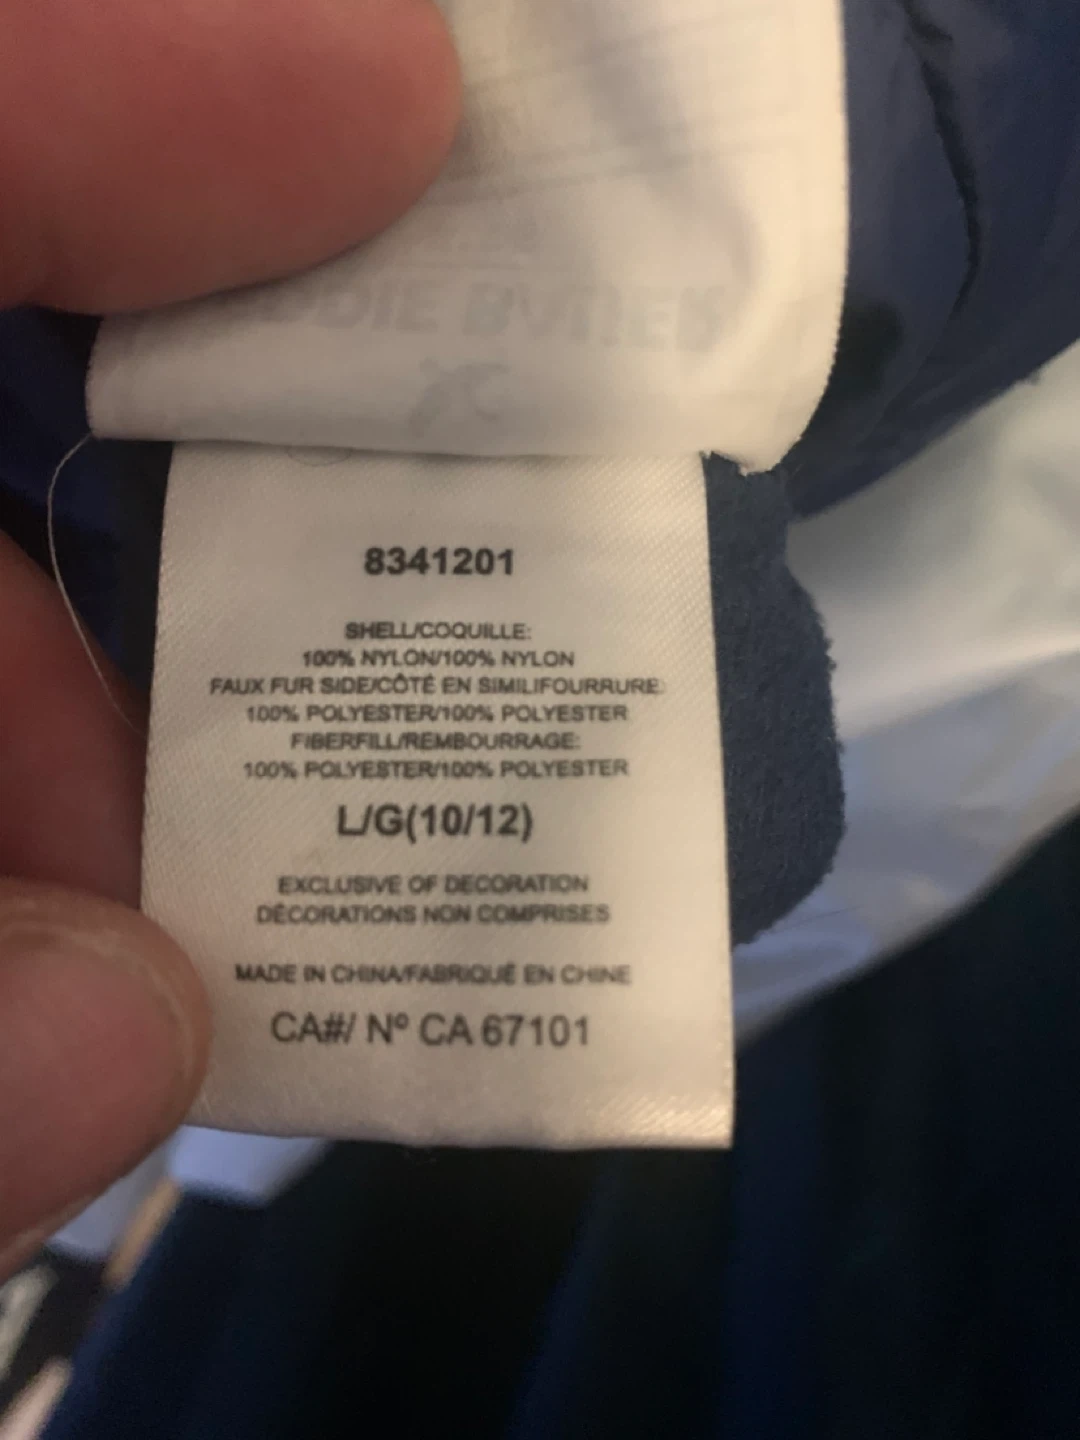 8341201
SHELL/COQUILLE:
100% NYLON/100% NYLON
FAUX FUR SIDE/CÔTÉ EN SIMILIFOURRURE:
100% POLYESTER/100% POLYESTER
FIBERFILL/REMBOURRAGE:
100% POLYESTER/100% POLYESTER
L/G(10/12)
EXCLUSIVE OF DECORATION
DÉCORATIONS NON COMPRISES
MADE IN CHINA/FABRIQUÉ EN CHINE
CA#/ Nº CA 67101